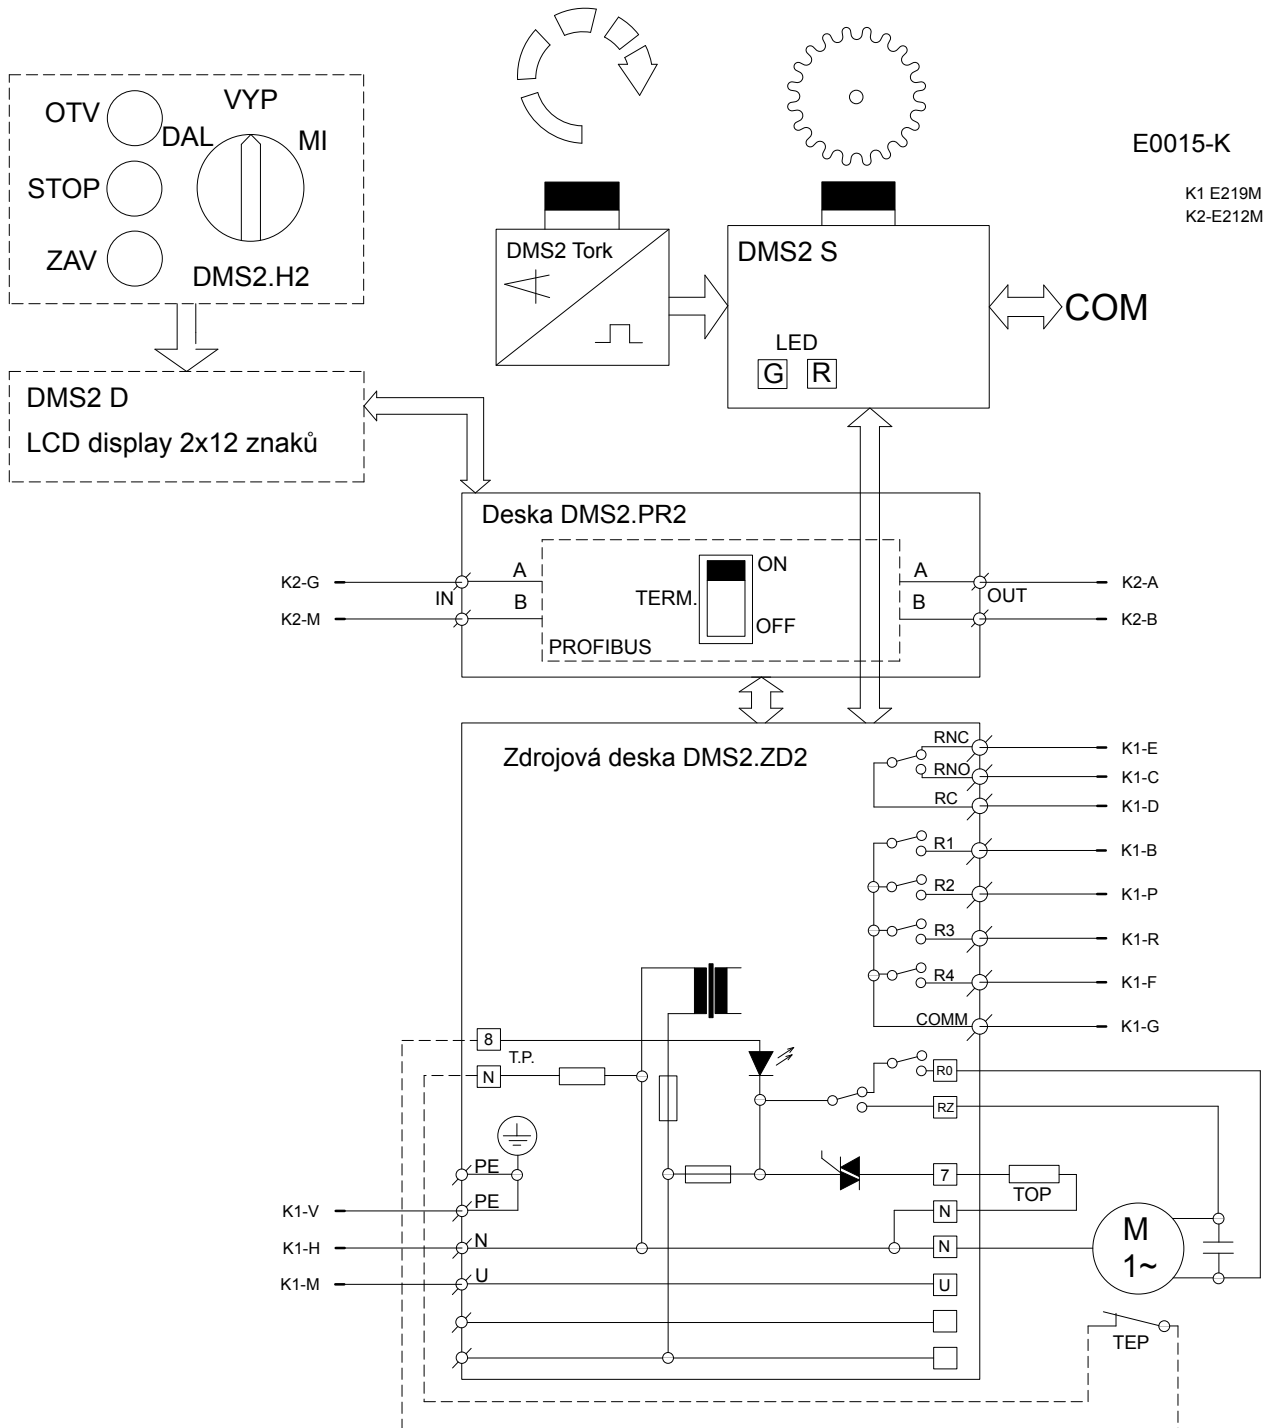 OTV
VYP
DAL
MI
STOP
ZAV
DMS2.H2
E0015-K
K1 E219M
K2-E212M
DMS2 Tork
DMS2 S
LED
G R
COM
DMS2 D
LCD display 2x12 znaků
Deska DMS2.PR2
K2-G
IN
A
B
TERM.
ON
OFF
PROFIBUS
A
B
OUT
K2-A
K2-M
K2-B
Zdrojová deska DMS2.ZD2
RNC
K1-E
RNO
K1-C
RC
K1-D
R1
K1-B
R2
K1-P
R3
K1-R
R4
K1-F
COMM
K1-G
8
T.P.
N
R0
RZ
PE
7
TOP
K1-V
PE
N
K1-H
N
N
M
1~
K1-M
U
U
TEP